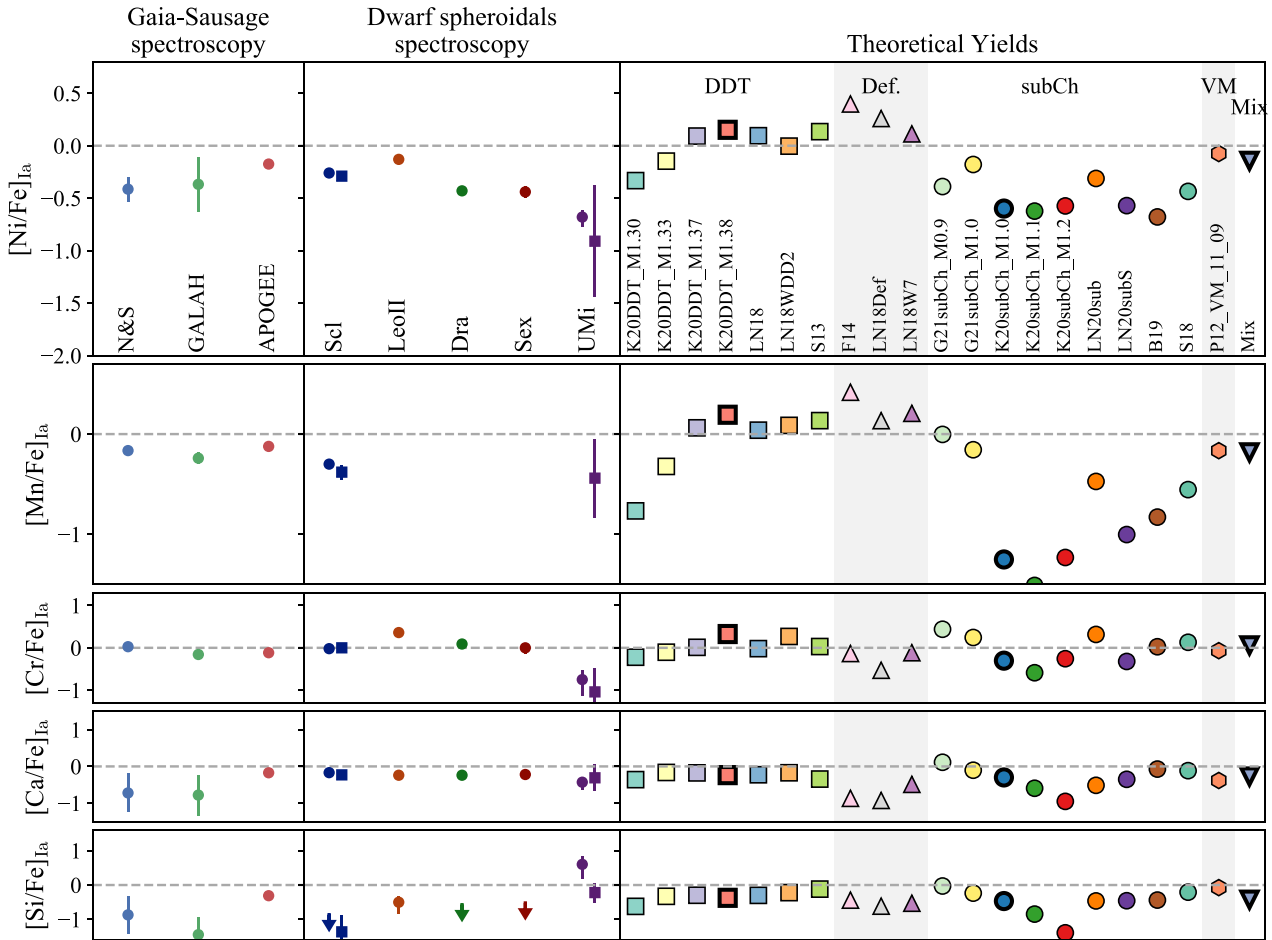 Gaia-Sausage
spectroscopy
Dwarf spheroidals
spectroscopy
Theoretical Yields
DDT
Def.
subCh
VM
Mix
[Ni/Fe]Ia
0.5
0.0
−0.5
−1.0
−1.5
−2.0
N&S
GALAH
APOGEE
Scl
LeoII
Dra
Sex
UMi
K20DDT_M1.30
K20DDT_M1.33
K20DDT_M1.37
K20DDT_M1.38
LN18
LN18WDD2
S13
F14
LN18Def
LN18W7
G21subCh_M0.9
G21subCh_M1.0
K20subCh_M1.0
K20subCh_M1.1
K20subCh_M1.2
LN20sub
LN20subS
B19
S18
P12_VM_11_09
Mix
[Mn/Fe]Ia
0
−1
[Cr/Fe]Ia
1
0
−1
[Ca/Fe]Ia
1
0
−1
[Si/Fe]Ia
1
0
−1